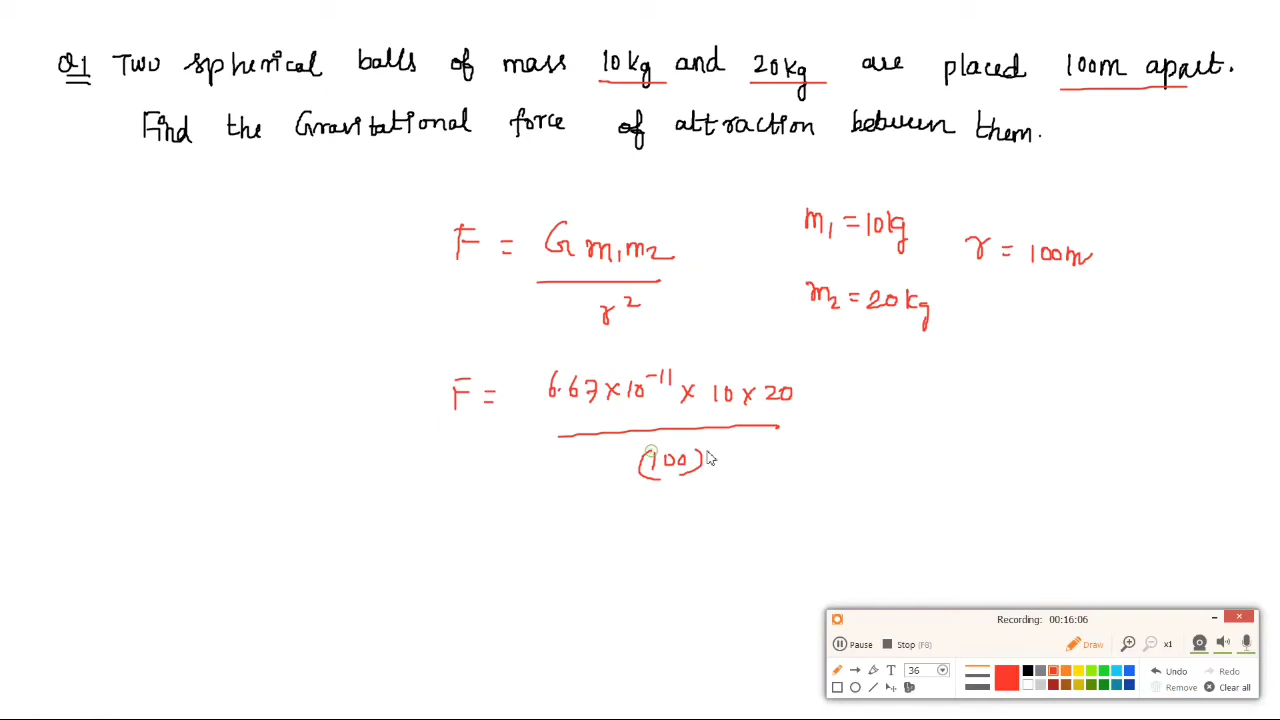 Q.1 Two spherical balls of mass 10kg and 20kg are placed 100m apart.
Find the Gravitational force of attraction between them.
F = G m₁m₂ / r²
m₁ = 10kg
r = 100m
m₂ = 20kg
F = 6.67×10⁻¹¹ × 10 × 20 / (100)
Recording: 00:16:06
Pause Stop (F8) Draw x1
T 36 Undo Redo
Remove Clear all